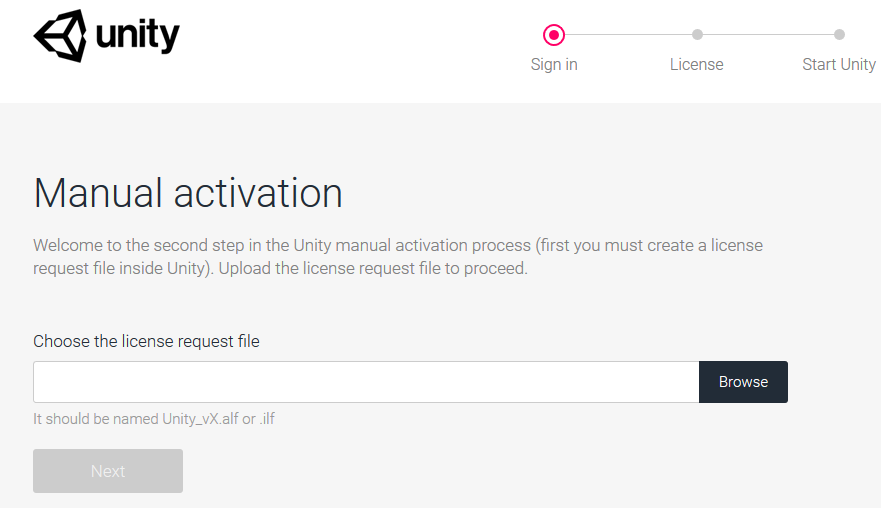 unity
Sign in
License
Start Unity
Manual activation
Welcome to the second step in the Unity manual activation process (first you must create a license
request file inside Unity). Upload the license request file to proceed.
Choose the license request file
Browse
It should be named Unity_vX.alf or .ilf
Next